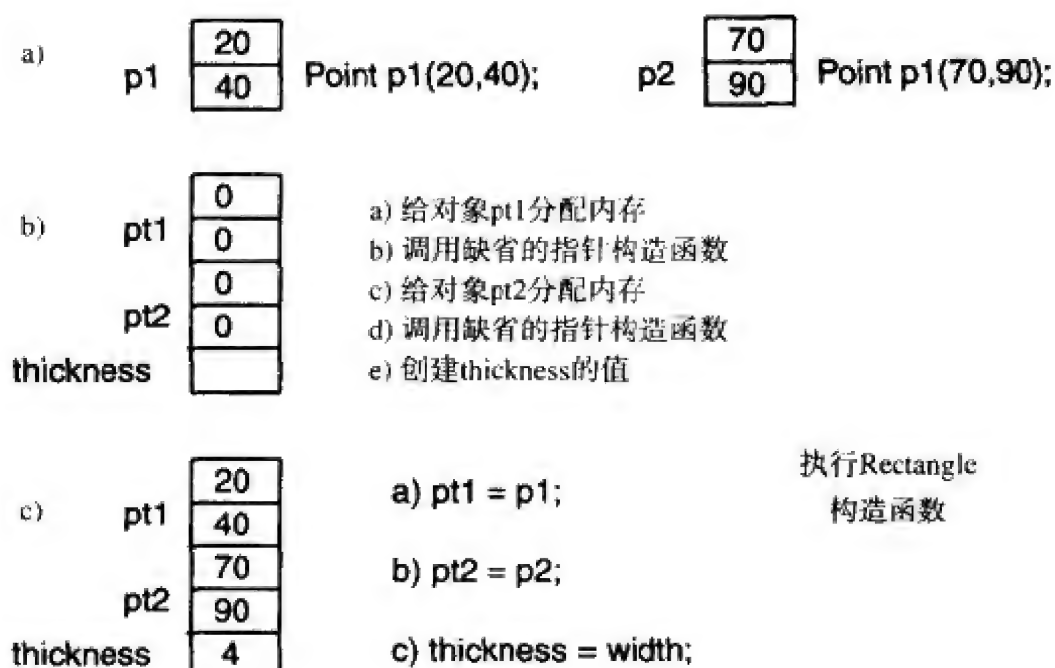 a)
p1
20
40
Point p1(20,40);
p2
70
90
Point p1(70,90);
b)
pt1
0
0
pt2
0
0
thickness
a) 给对象pt1分配内存
b) 调用缺省的指针构造函数
c) 给对象pt2分配内存
d) 调用缺省的指针构造函数
e) 创建thickness的值
c)
pt1
20
40
pt2
70
90
thickness
4
a) pt1 = p1;
b) pt2 = p2;
c) thickness = width;
执行Rectangle
构造函数